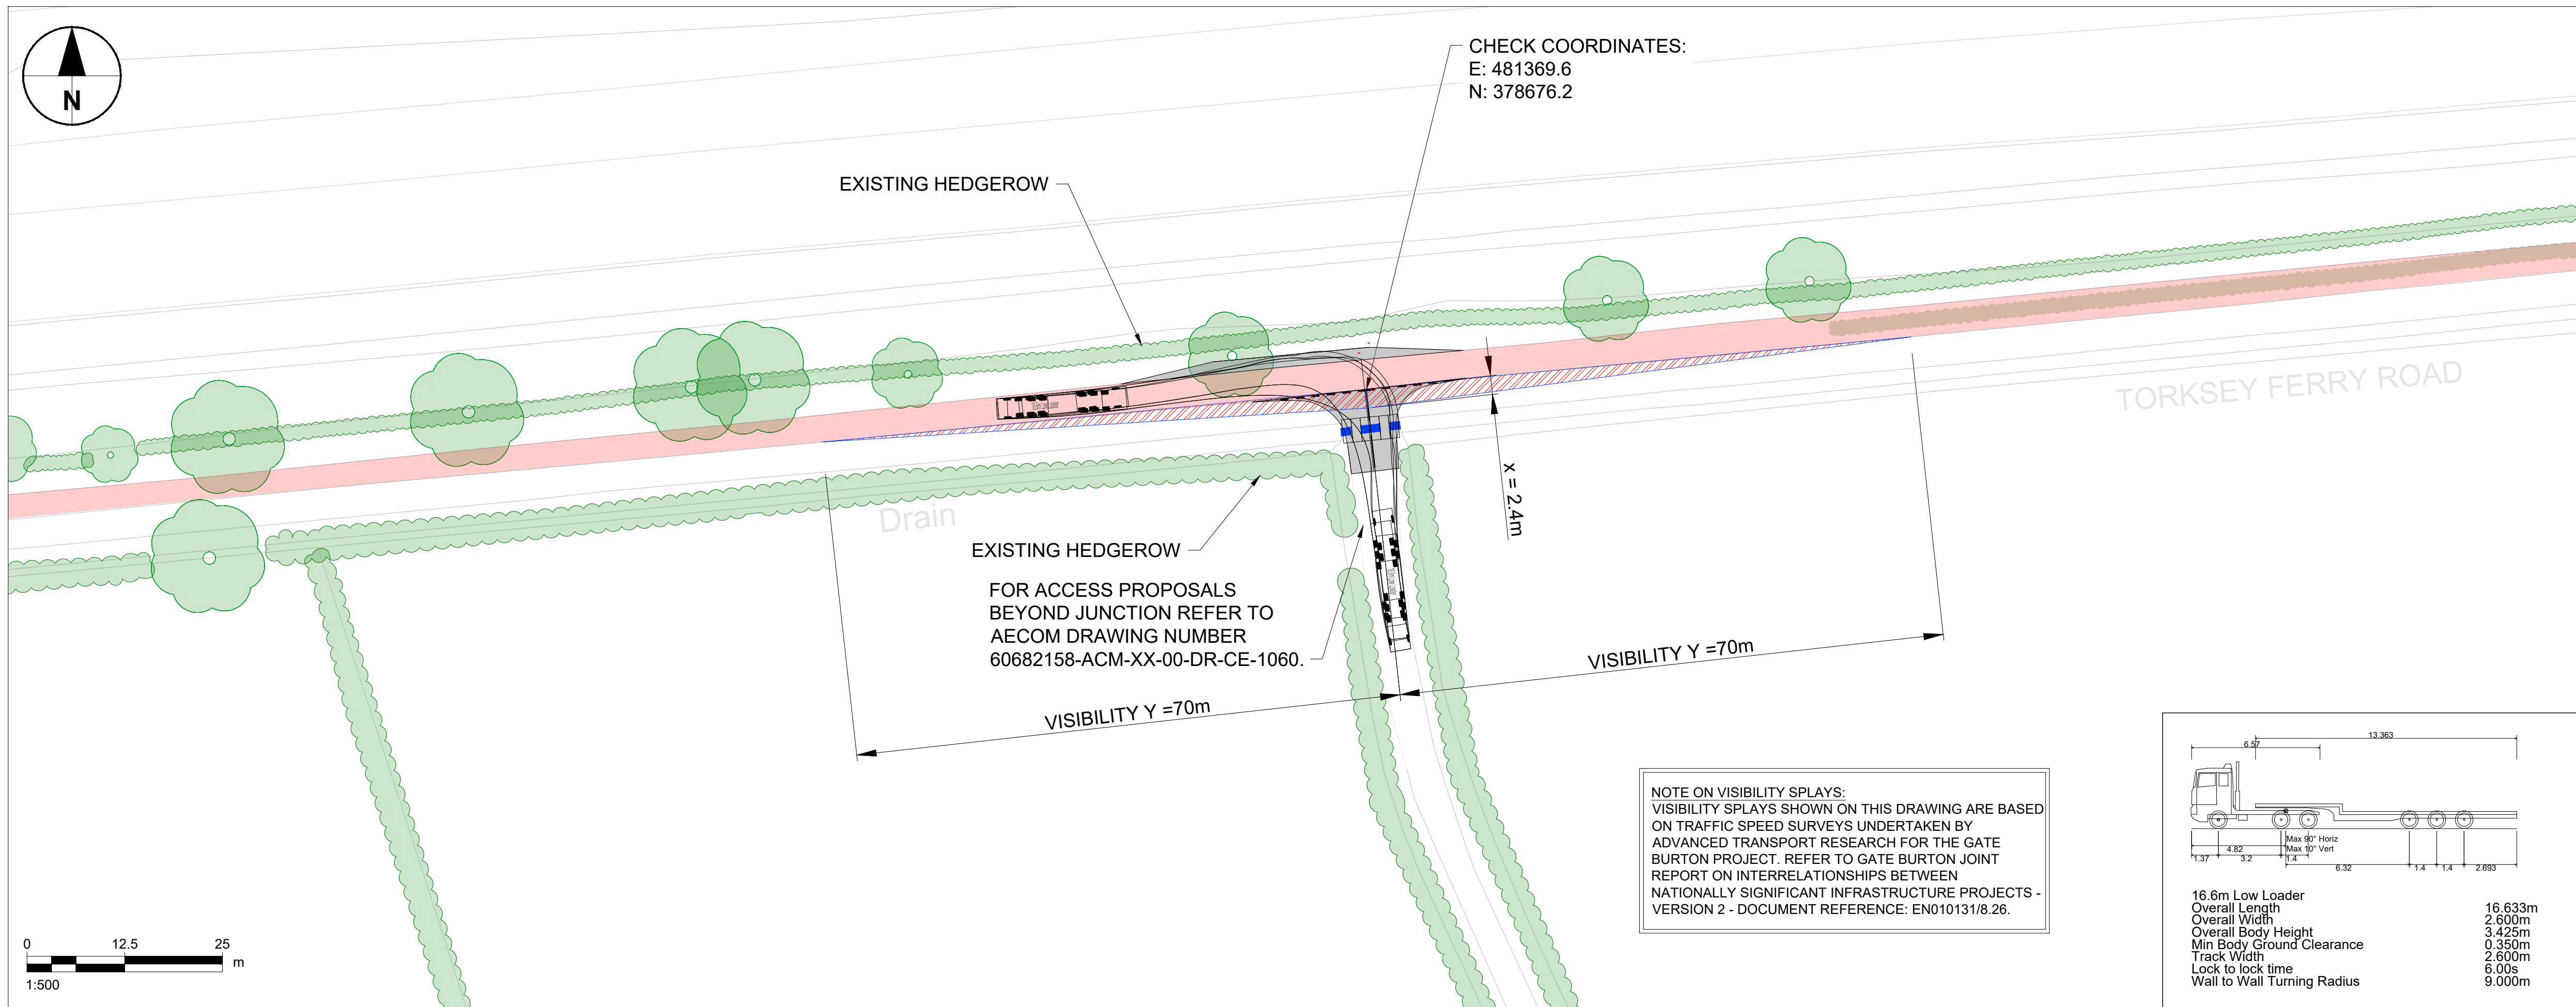 N
CHECK COORDINATES:
E: 481369.6
N: 378676.2
EXISTING HEDGEROW
TORKSEY FERRY ROAD
x = 2.4m
Drain
EXISTING HEDGEROW
FOR ACCESS PROPOSALS
BEYOND JUNCTION REFER TO
AECOM DRAWING NUMBER
60682158-ACM-XX-00-DR-CE-1060.
VISIBILITY Y =70m
VISIBILITY Y =70m
NOTE ON VISIBILITY SPLAYS:
VISIBILITY SPLAYS SHOWN ON THIS DRAWING ARE BASED
ON TRAFFIC SPEED SURVEYS UNDERTAKEN BY
ADVANCED TRANSPORT RESEARCH FOR THE GATE
BURTON PROJECT. REFER TO GATE BURTON JOINT
REPORT ON INTERRELATIONSHIPS BETWEEN
NATIONALLY SIGNIFICANT INFRASTRUCTURE PROJECTS -
VERSION 2 - DOCUMENT REFERENCE: EN010131/8.26.
13.363
6.57
Max 90° Horiz
Max 10° Vert
4.82
1.37 3.2 1.4
6.32 1.4 1.4 2.693
16.6m Low Loader
Overall Length 16.633m
Overall Width 2.600m
Overall Body Height 3.425m
Min Body Ground Clearance 0.350m
Track Width 2.600m
Lock to lock time 6.00s
Wall to Wall Turning Radius 9.000m
0 12.5 25
m
1:500